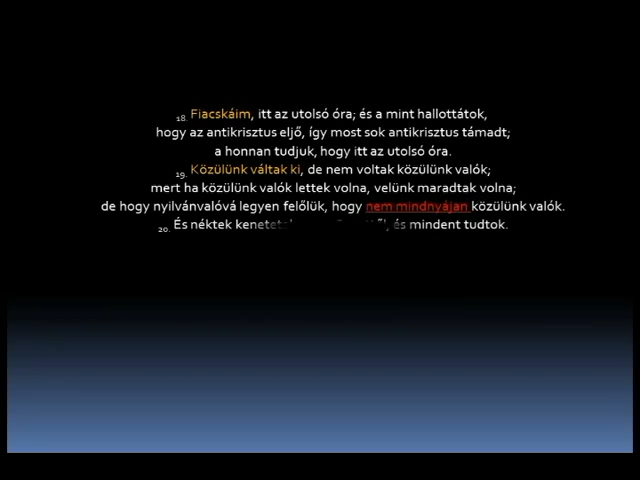 18. Fiacskáim, itt az utolsó óra; és a mint hallottátok,
hogy az antikrisztus eljő, így most sok antikrisztus támadt;
a honnan tudjuk, hogy itt az utolsó óra.
19. Közülünk váltak ki, de nem voltak közülünk valók;
mert ha közülünk valók lettek volna, velünk maradtak volna;
de hogy nyilvánvalóvá legyen felőlük, hogy nem mindnyájan közülünk valók.
20. És néktek és mindent tudtok.